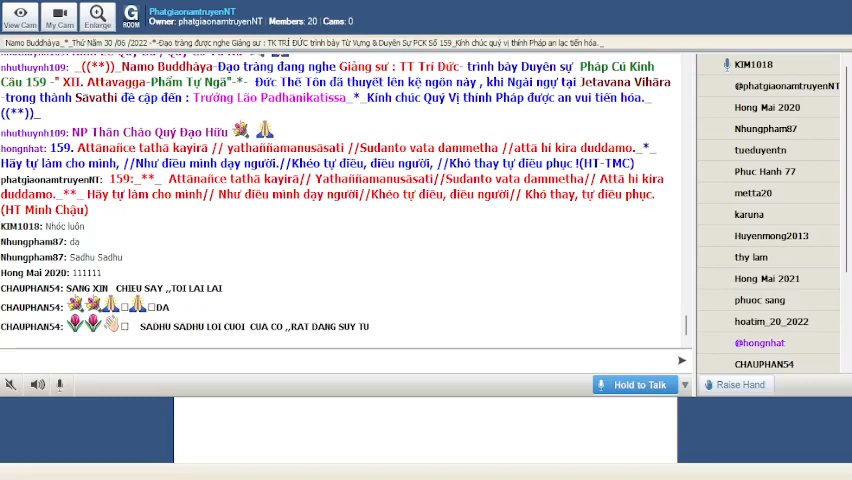 View Cam
My Cam
Enlarge
G
ROOM
PhatgiaonamtruyenNT
Owner: phatgiaonamtruyenNT | Members: 20 | Cams: 0
Namo Buddhàya_*_Thứ Năm 30 /06 /2022 -*-Đạo tràng được nghe Giảng sư : TK TRÍ ĐỨC trình bày Từ Vựng & Duyên Sự PCK Số 159_Kính chúc quý vị thính Pháp an lạc tiến hóa._
nhuthuynh109: _((**))_Namo Buddhàya-Đạo tràng đang nghe Giảng sư : TT Trí Đức- trình bày Duyên sự Pháp Cú Kinh
Câu 159 -" XII. Attavagga-Phẩm Tự Ngã"-*- Đức Thế Tôn đã thuyết lên kệ ngôn này , khi Ngài ngự tại Jetavana Vihāra
-trong thành Sāvathi đề cập đến : Trưởng Lão Padhanikatissa_*_Kính chúc Quý Vị thính Pháp được an vui tiến hóa._
((**))_
nhuthuynh109: NP Thân Chào Quý Đạo Hữu
hongnhat: 159. Attānañce tathā kayirā // yathaññamanusāsati //Sudanto vata dammetha //attā hi kira duddamo._*_
Hãy tự làm cho mình, //Như điều mình dạy người.//Khéo tự điều, điều người, //Khó thay tự điều phục !(HT-TMC)
phatgiaonamtruyenNT: 159:_**_ Attānañce tathā kayirā// Yathaññamanusāsati//Sudanto vata dammetha// Attā hi kira
duddamo._**_ Hãy tự làm cho mình// Như điều mình dạy người//Khéo tự điều, điều người// Khó thay, tự điều phục.
(HT Minh Châu)
KIM1018: Nhóc luôn
Nhungpham87: dạ
Nhungpham87: Sadhu Sadhu
Hong Mai 2020: 111111
CHAUPHAN54: SANG XIN CHIEU SAY ,,TOI LAI LAI
CHAUPHAN54: DA
CHAUPHAN54: SADHU SADHU LOI CUOI CUA CO ,,RAT DANG SUY TU
Hold to Talk
Raise Hand
KIM1018
@phatgiaonamtruyenNT
Hong Mai 2020
Nhungpham87
tueduyentn
Phuc Hanh 77
metta20
karuna
Huyenmong2013
thy lam
Hong Mai 2021
phuoc sang
hoatim_20_2022
@hongnhat
CHAUPHAN54